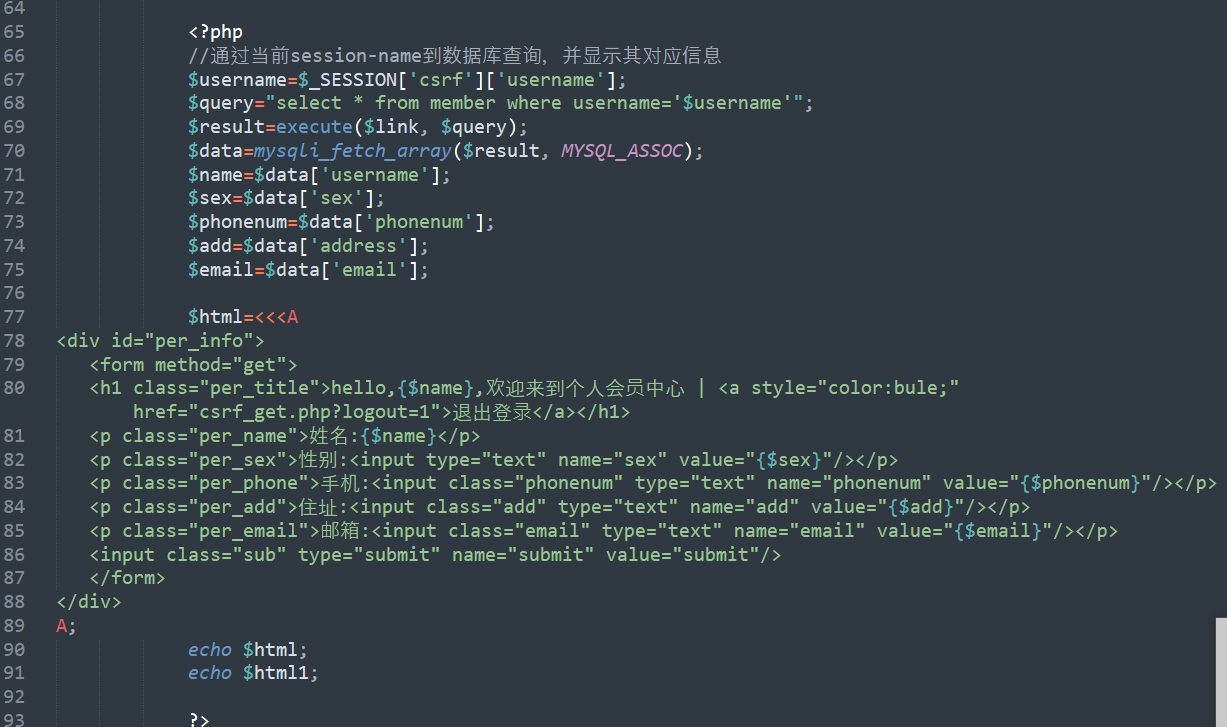 64
65 <?php
66 //通过当前session-name到数据库查询，并显示其对应信息
67 $username=$_SESSION['csrf']['username'];
68 $query="select * from member where username='$username'";
69 $result=execute($link, $query);
70 $data=mysqli_fetch_array($result, MYSQL_ASSOC);
71 $name=$data['username'];
72 $sex=$data['sex'];
73 $phonenum=$data['phonenum'];
74 $add=$data['address'];
75 $email=$data['email'];
76
77 $html=<<<A
78 <div id="per_info">
79 <form method="get">
80 <h1 class="per_title">hello,{$name},欢迎来到个人会员中心 | <a style="color:bule;"
href="csrf_get.php?logout=1">退出登录</a></h1>
81 <p class="per_name">姓名:{$name}</p>
82 <p class="per_sex">性别:<input type="text" name="sex" value="{$sex}"/></p>
83 <p class="per_phone">手机:<input class="phonenum" type="text" name="phonenum" value="{$phonenum}"/></p>
84 <p class="per_add">住址:<input class="add" type="text" name="add" value="{$add}"/></p>
85 <p class="per_email">邮箱:<input class="email" type="text" name="email" value="{$email}"/></p>
86 <input class="sub" type="submit" name="submit" value="submit"/>
87 </form>
88 </div>
89 A;
90 echo $html;
91 echo $html1;
92
93 ?>